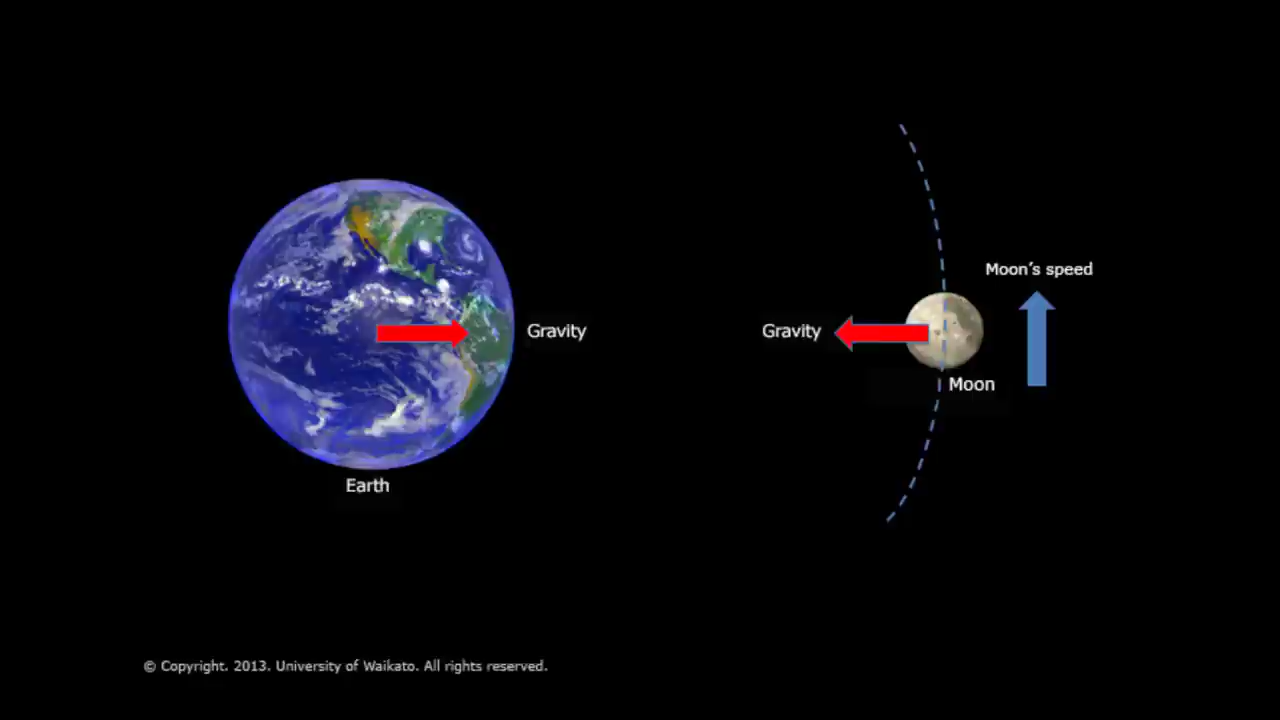 Moon's speed
Gravity
Gravity
Moon
Earth
© Copyright. 2013. University of Waikato. All rights reserved.